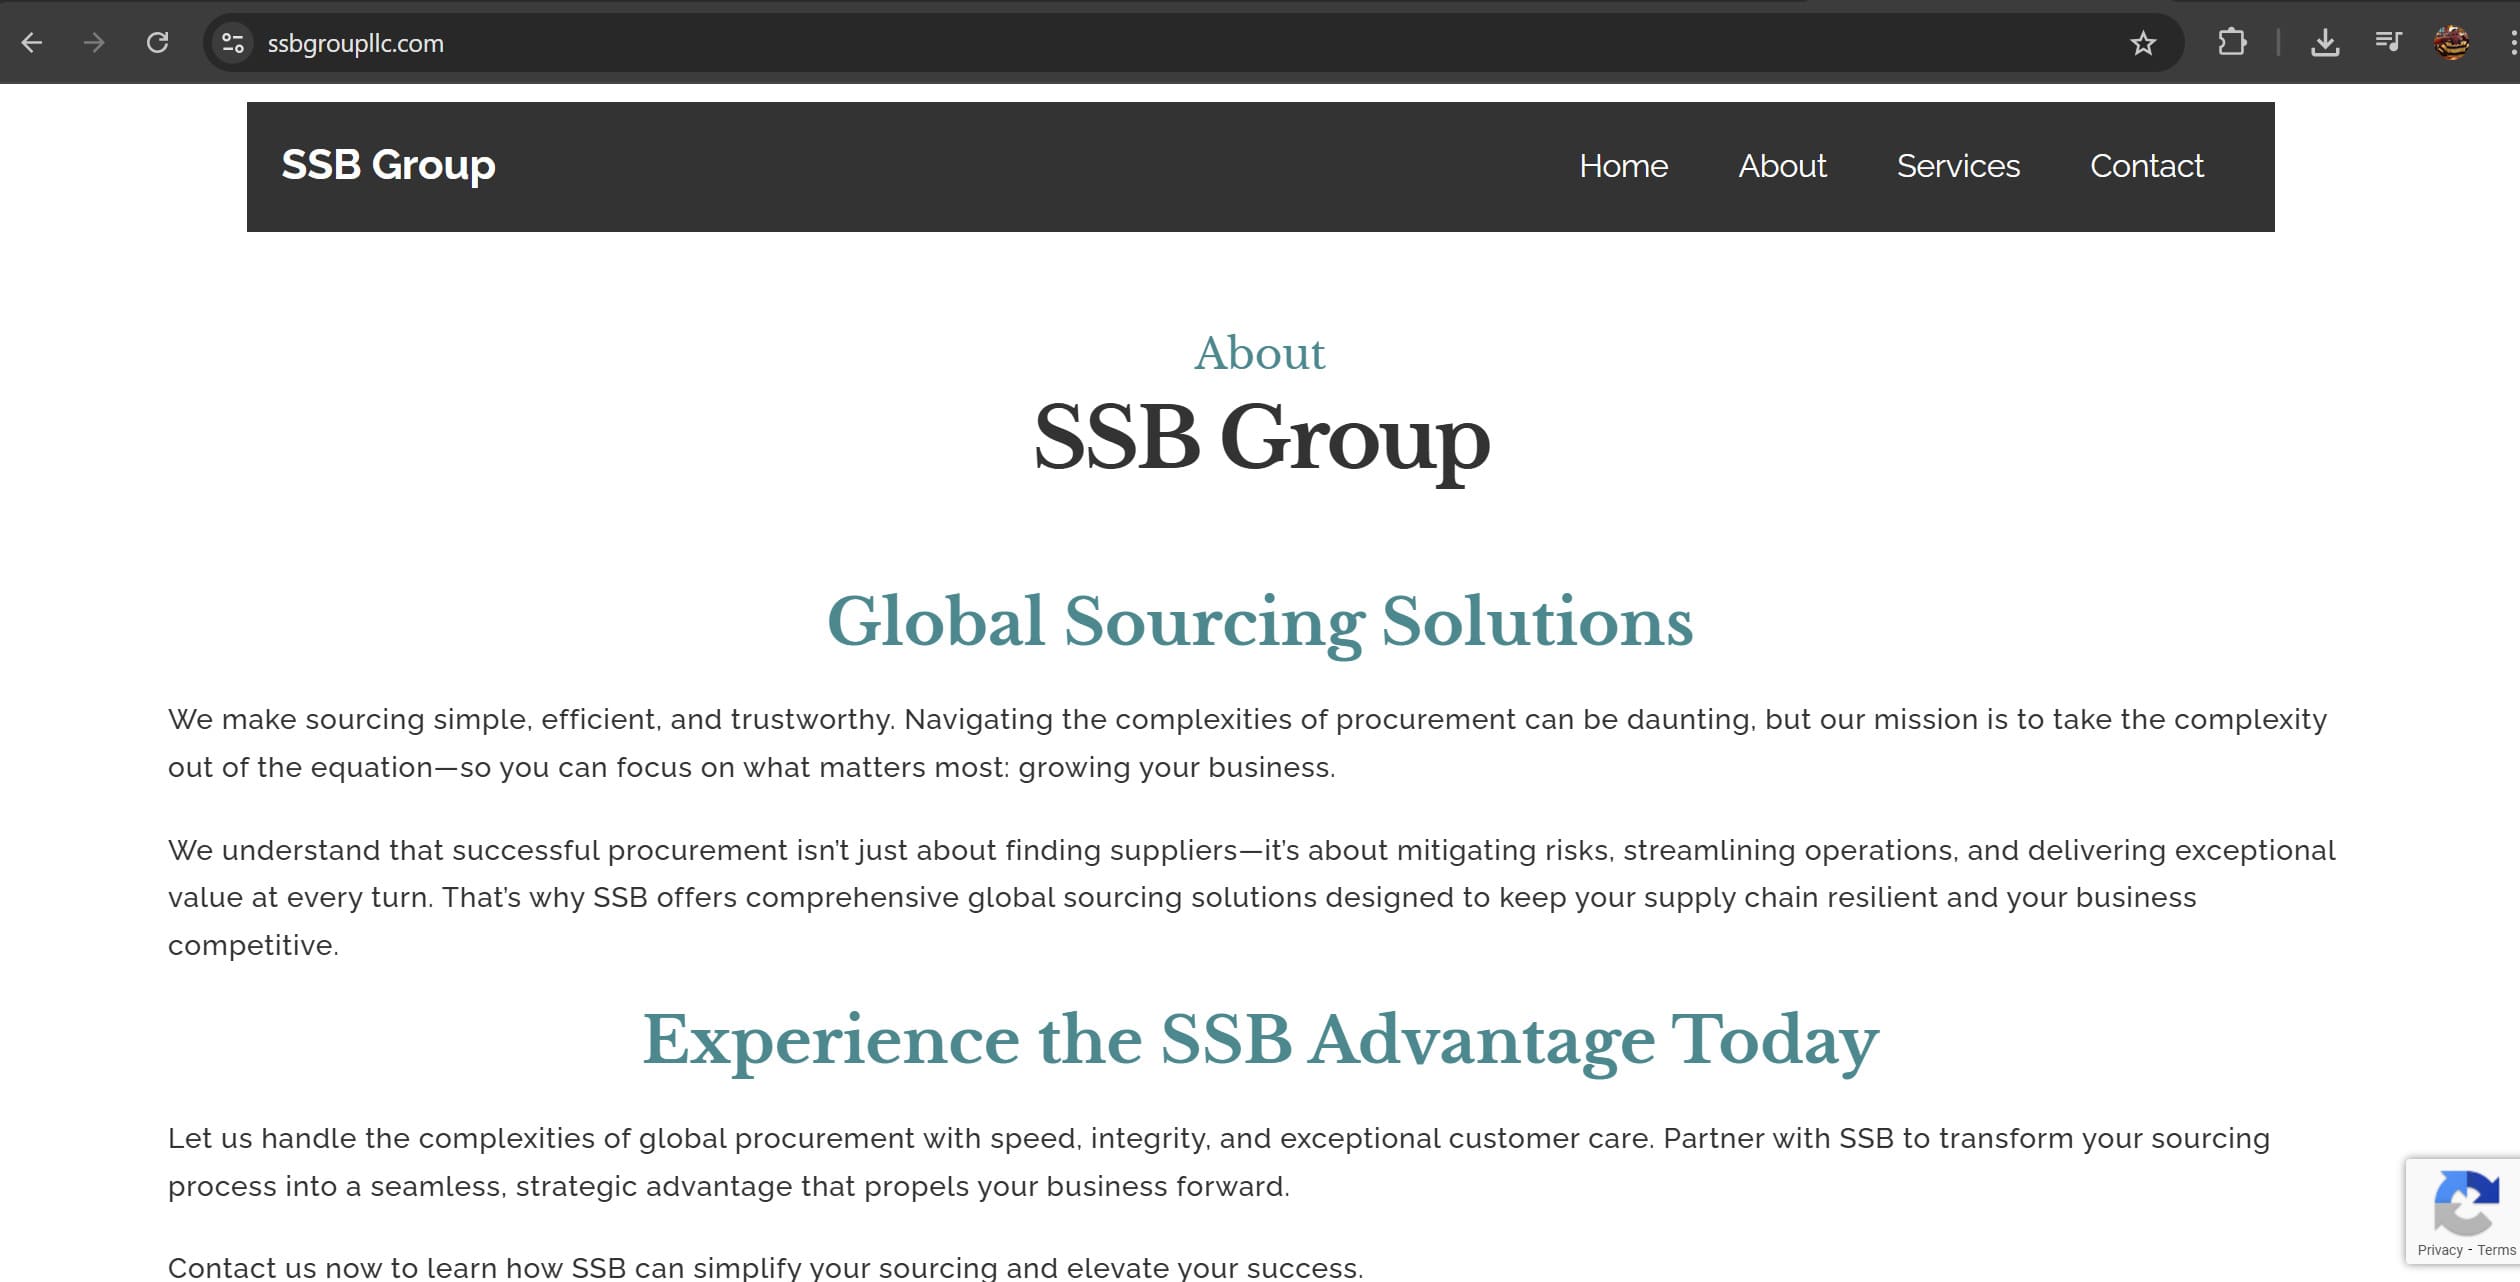 ssbgroupllc.com
SSB Group
Home About Services Contact
About
SSB Group
Global Sourcing Solutions
We make sourcing simple, efficient, and trustworthy. Navigating the complexities of procurement can be daunting, but our mission is to take the complexity
out of the equation—so you can focus on what matters most: growing your business.
We understand that successful procurement isn’t just about finding suppliers—it’s about mitigating risks, streamlining operations, and delivering exceptional
value at every turn. That’s why SSB offers comprehensive global sourcing solutions designed to keep your supply chain resilient and your business
competitive.
Experience the SSB Advantage Today
Let us handle the complexities of global procurement with speed, integrity, and exceptional customer care. Partner with SSB to transform your sourcing
process into a seamless, strategic advantage that propels your business forward.
Contact us now to learn how SSB can simplify your sourcing and elevate your success.
Privacy - Terms